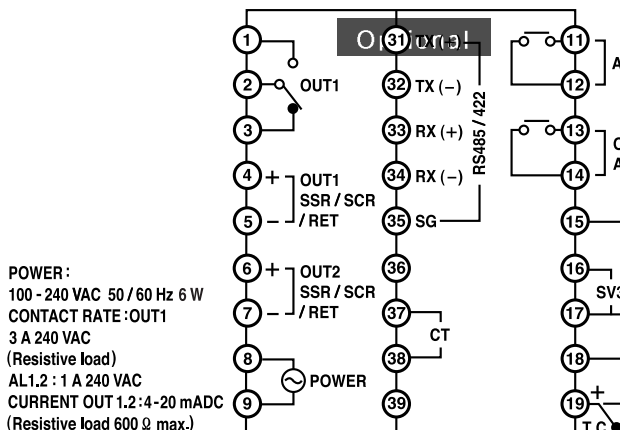 Optional
1
2
3
4
5
6
7
8
9
OUT1
+ OUT1
SSR / SCR
- / RET
+ OUT2
SSR / SCR
- / RET
POWER
31 TX (+)
32 TX (-)
33 RX (+)
34 RX (-)
35 SG
RS485 / 422
36
37
CT
38
39
11
12
13
14
15
16
17
18
19
+
T.C
POWER :
100 - 240 VAC 50 / 60 Hz 6 W
CONTACT RATE :OUT1
3 A 240 VAC
(Resistive load)
AL1.2 : 1 A 240 VAC
CURRENT OUT 1.2:4-20 mADC
(Resistive load 600 Ω max.)